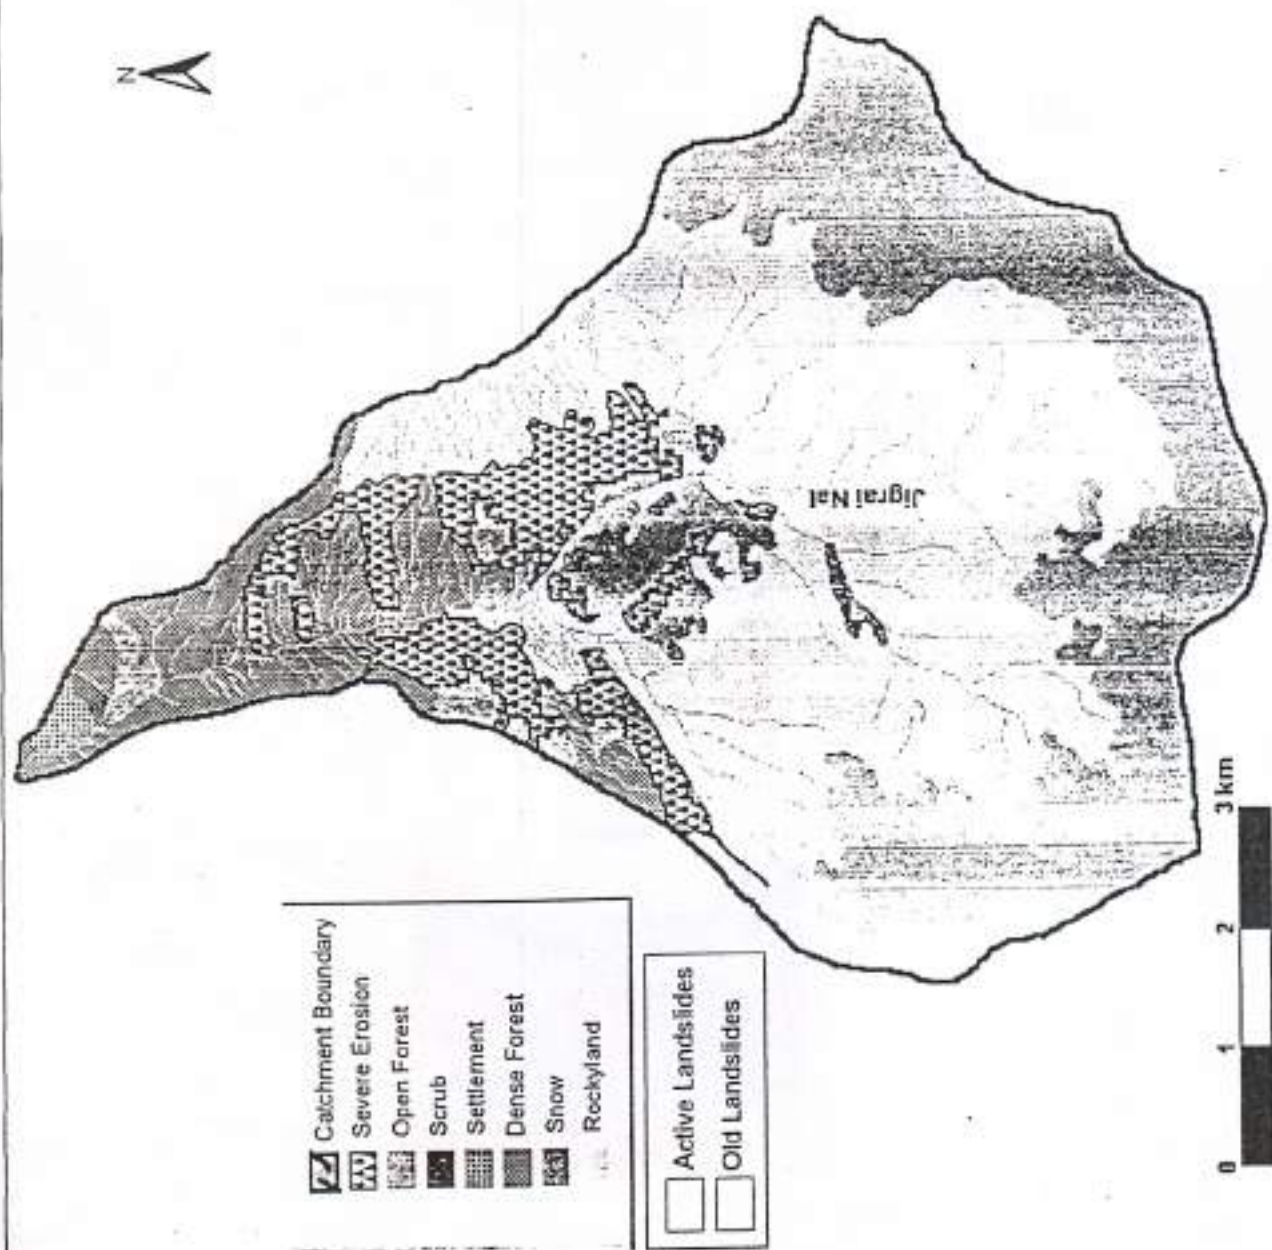 N
Jigrai Nal
Catchment Boundary
Severe Erosion
Open Forest
Scrub
Settlement
Dense Forest
Snow
Rockyland
Active Landslides
Old Landslides
0 1 2 3 km